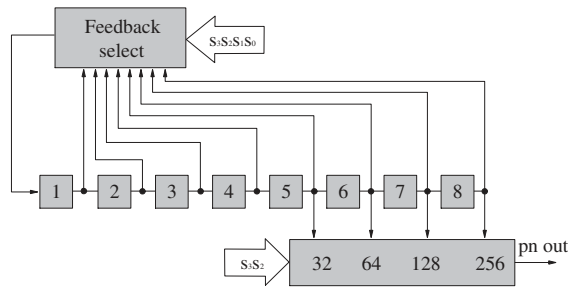 Feedback
select
S₃S₂S₁S₀
1 2 3 4 5 6 7 8
S₃S₂
32 64 128 256
pn out